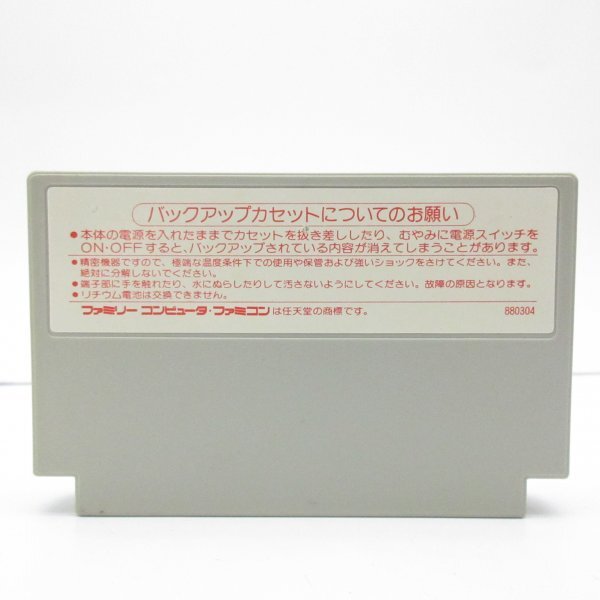 バックアップカセットについてのお願い
●本体の電源を入れたままでカセットを抜き差ししたり、むやみに電源スイッチを
ON・OFFすると、バックアップされている内容が消えてしまうことがあります。
●精密機器ですので、極端な温度条件下での使用や保管および強いショックをさけてください。また、
絶対に分解しないでください。
●端子部に手を触れたり、水にぬらしたりして汚さないようにしてください。故障の原因となります。
●リチウム電池は交換できません。
ファミリー コンピュータ・ファミコン は任天堂の商標です。 880304